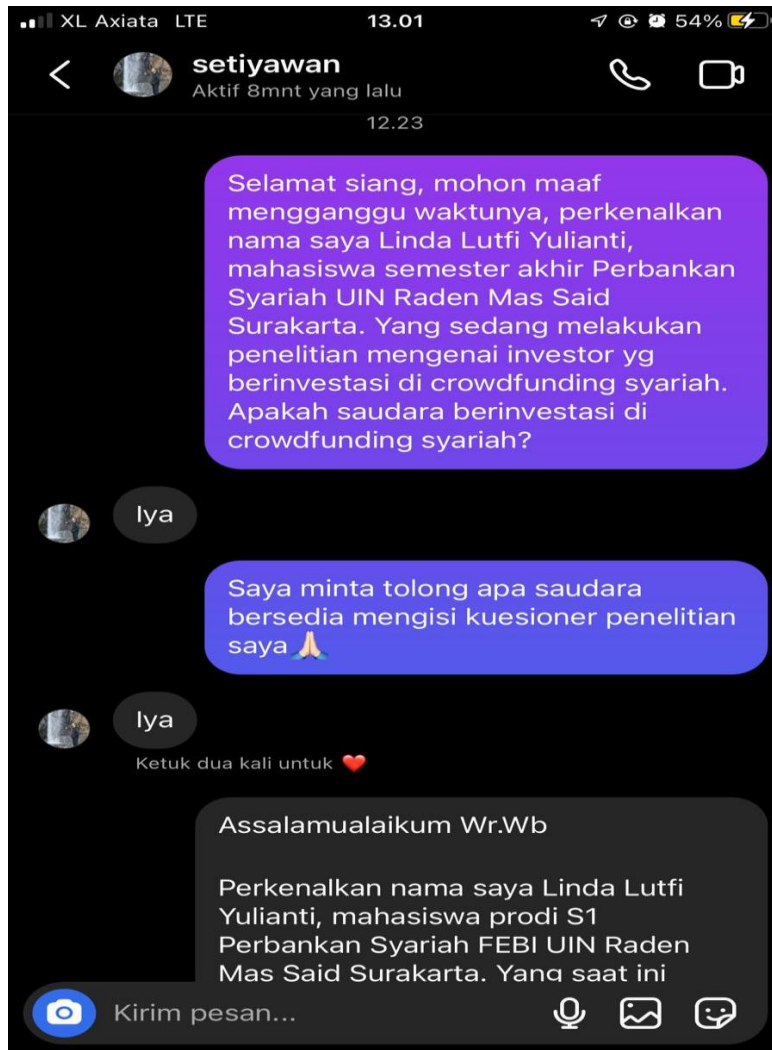 XL Axiata LTE 13.01 54%
setiyawan
Aktif 8mnt yang lalu
12.23
Selamat siang, mohon maaf
mengganggu waktunya, perkenalkan
nama saya Linda Lutfi Yulianti,
mahasiswa semester akhir Perbankan
Syariah UIN Raden Mas Said
Surakarta. Yang sedang melakukan
penelitian mengenai investor yg
berinvestasi di crowdfunding syariah.
Apakah saudara berinvestasi di
crowdfunding syariah?
Iya
Saya minta tolong apa saudara
bersedia mengisi kuesioner penelitian
saya🙏🏻
Iya
Ketuk dua kali untuk ❤️
Assalamualaikum Wr.Wb
Perkenalkan nama saya Linda Lutfi
Yulianti, mahasiswa prodi S1
Perbankan Syariah FEBI UIN Raden
Mas Said Surakarta. Yang saat ini
Kirim pesan...